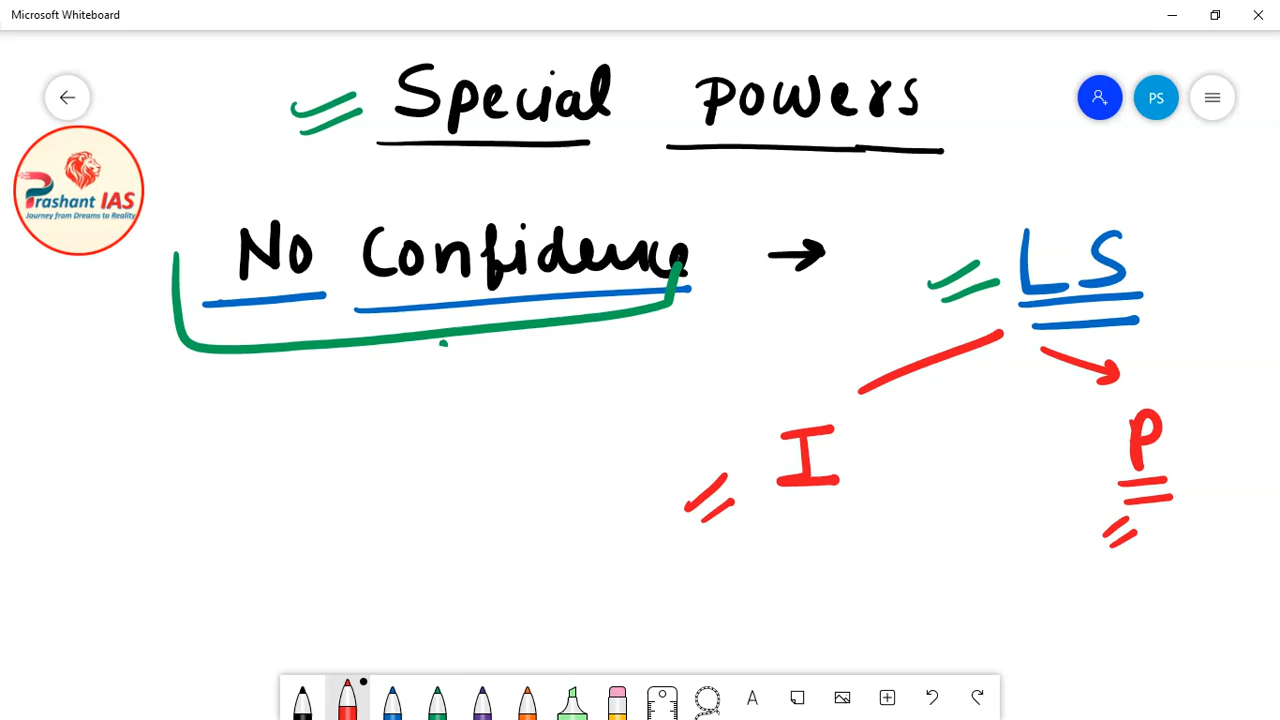 Microsoft Whiteboard
Special Powers
PS
Prashant IAS
Journey from Dreams to Reality
No Confidence → LS
I
P
A